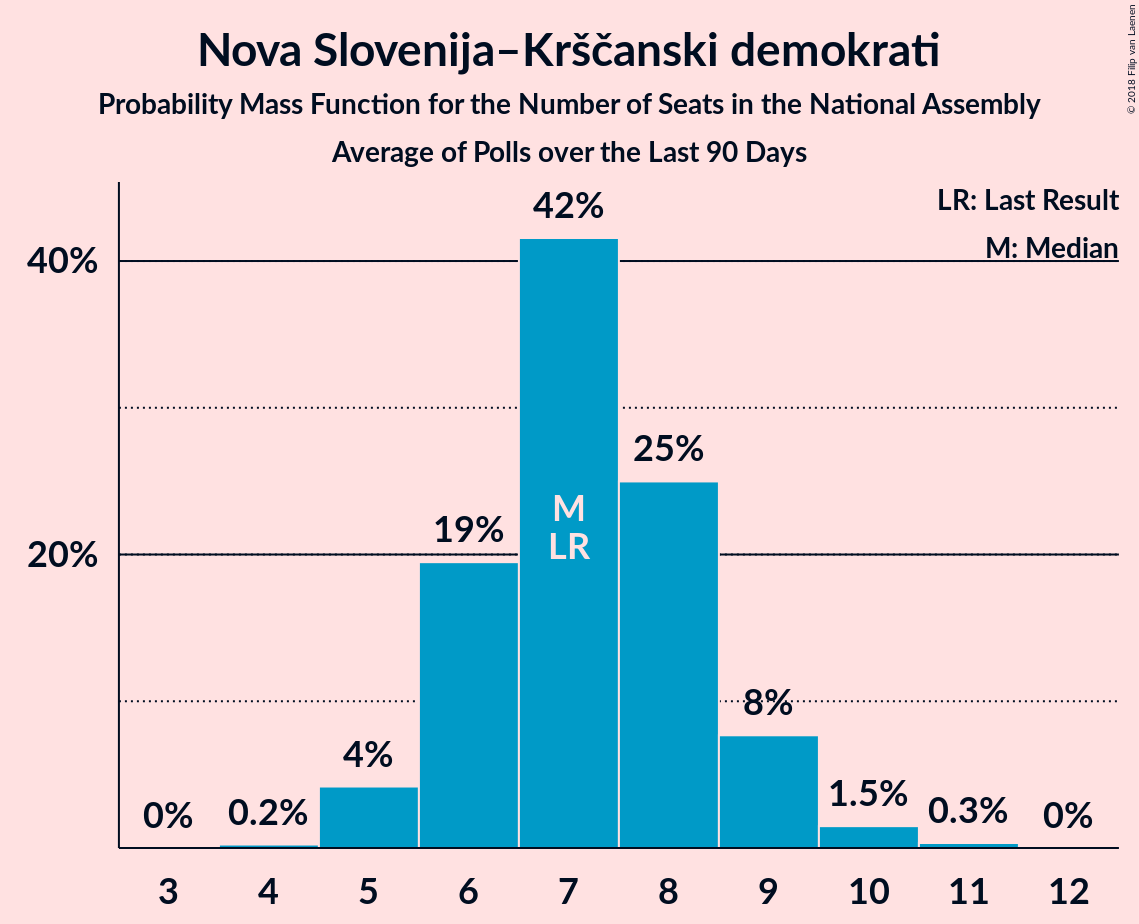 Nova Slovenija–Krščanski demokrati
Probability Mass Function for the Number of Seats in the National Assembly
Average of Polls over the Last 90 Days
© 2018 Filip van Laenen
LR: Last Result
M: Median
40%
20%
0%
0.2%
4%
19%
42%
M
LR
25%
8%
1.5%
0.3%
0%
3 4 5 6 7 8 9 10 11 12